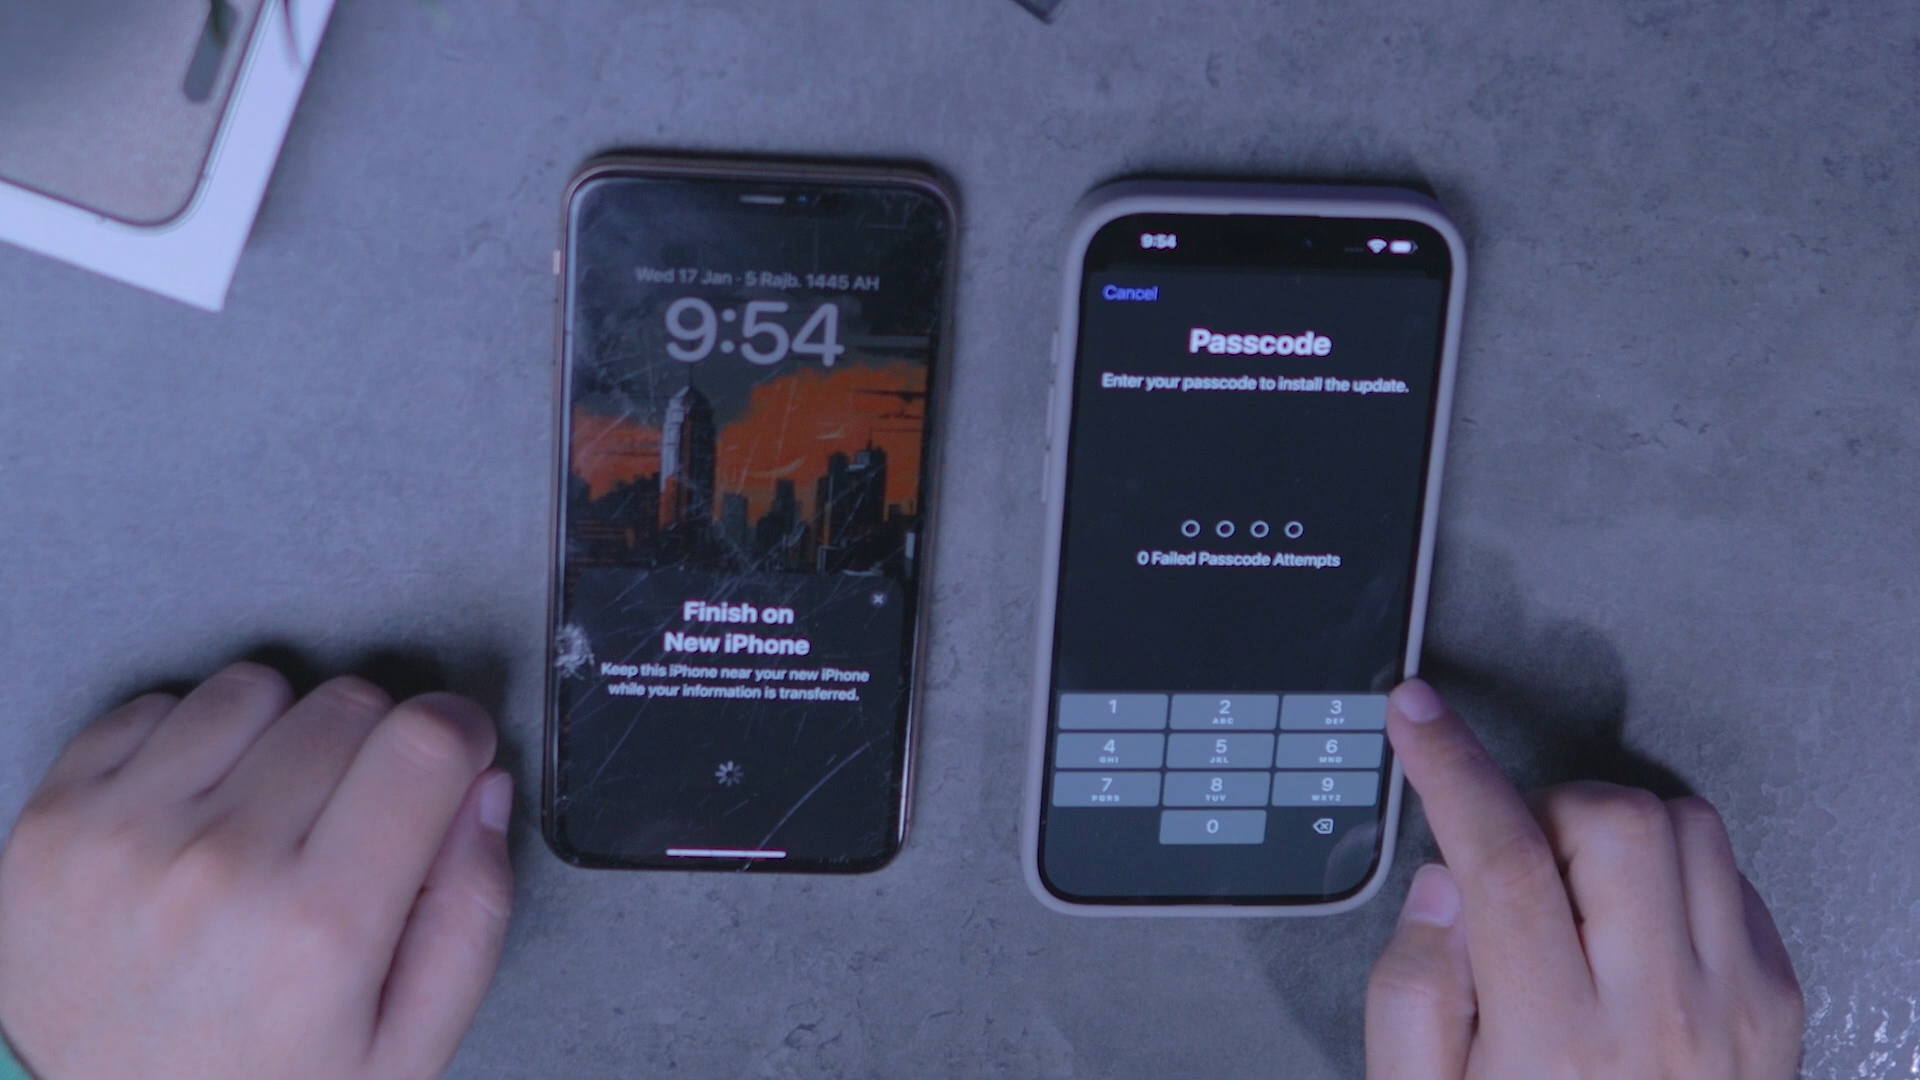 Wed 17 Jan · 5 Rajb. 1445 AH
9:54
Finish on
New iPhone
Keep this iPhone near your new iPhone
while your information is transferred.
9:54
Cancel
Passcode
Enter your passcode to install the update.
0 Failed Passcode Attempts
1 2 3
ABC DEF
4 5 6
GHI JKL MNO
7 8 9
PQRS TUV WXYZ
0